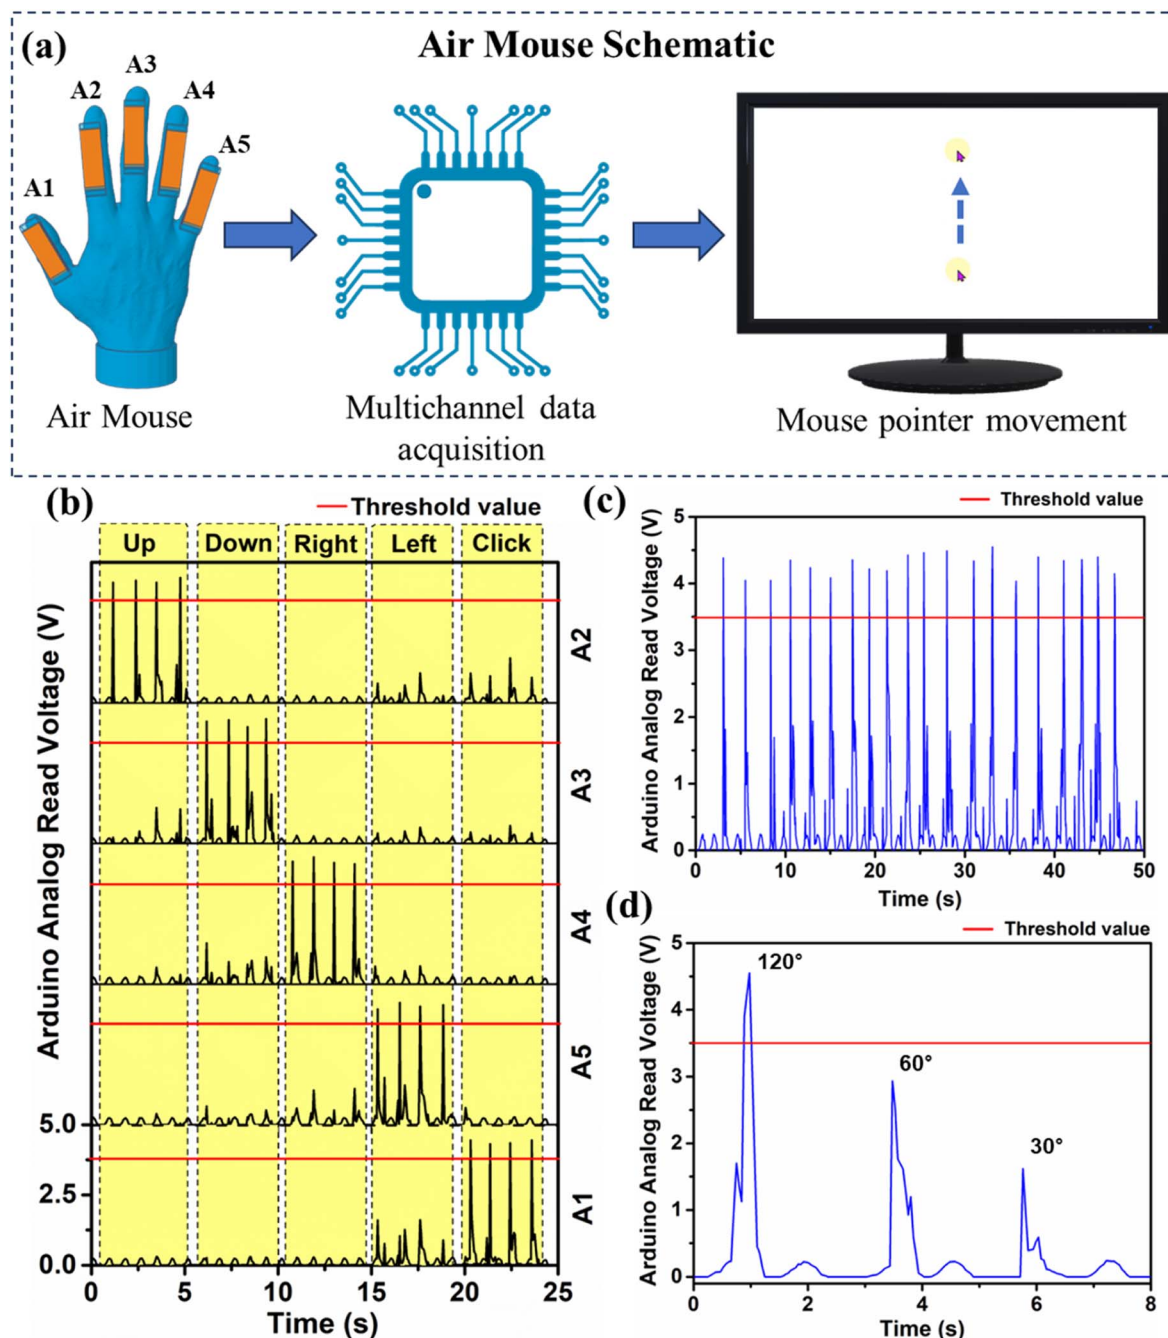 (a)
Air Mouse Schematic
A1
A2
A3
A4
A5
Air Mouse
Multichannel data
acquisition
Mouse pointer movement
(b)
Threshold value
Up
Down
Right
Left
Click
Arduino Analog Read Voltage (V)
A2
A3
A4
A5
A1
5.0
2.5
0.0
0
5
10
15
20
25
Time (s)
(c)
Threshold value
Arduino Analog Read Voltage (V)
5
4
3
2
1
0
0
10
20
30
40
50
Time (s)
(d)
Threshold value
Arduino Analog Read Voltage (V)
5
4
3
2
1
0
120°
60°
30°
0
2
4
6
8
Time (s)